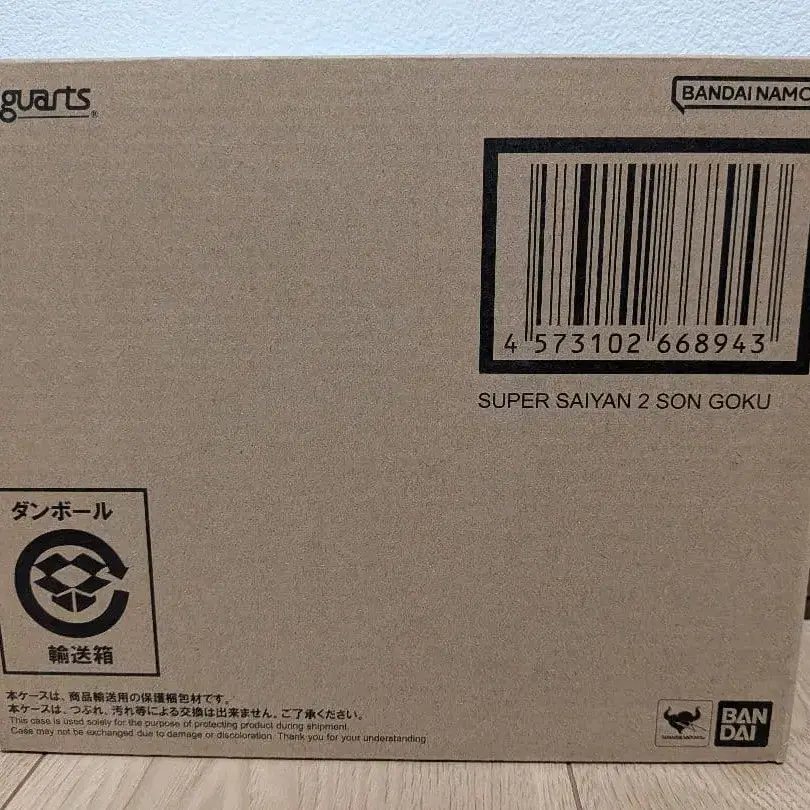 guarts®
BANDAI NAMC
4 573102 668943
SUPER SAIYAN 2 SON GOKU
ダンボール
輸送箱
本ケースは、商品輸送用の保護梱包材です。
本ケースは、つぶれ、汚れ等による交換は出来ません。ご了承ください。
This case is used solely for the purpose of protecting product during shipment.
Case may not be exchanged due to damage or discoloration. Thank you for your understanding
BAN
DAI